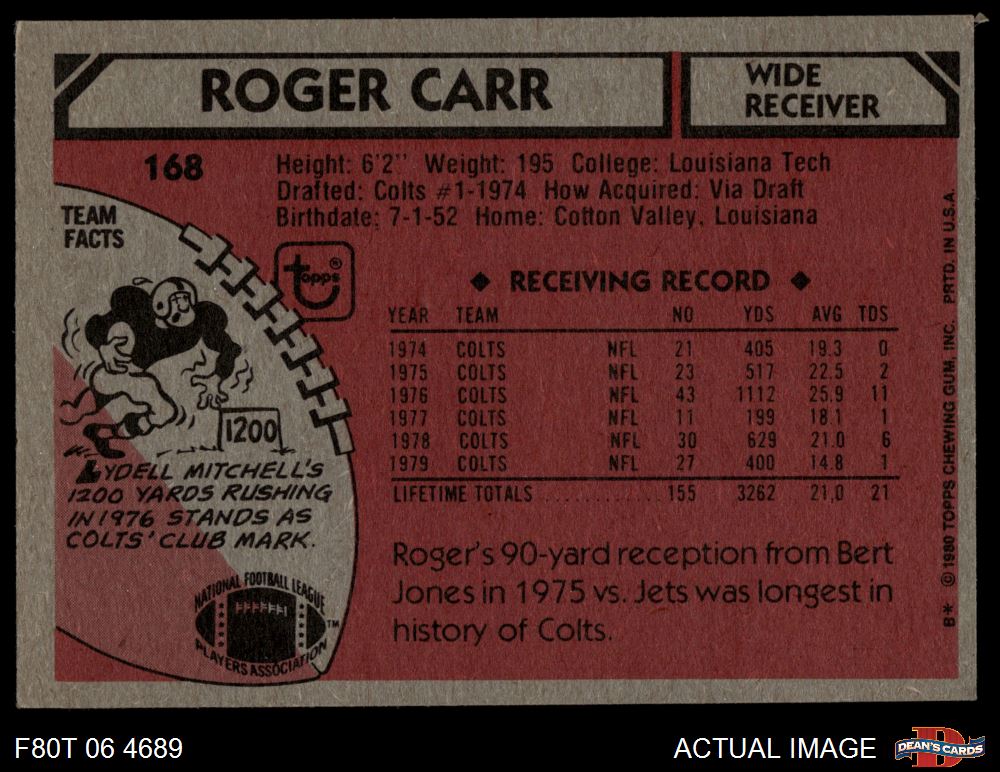 ROGER CARR
WIDE
RECEIVER
168
Height: 6'2" Weight: 195 College: Louisiana Tech
Drafted: Colts #1-1974 How Acquired: Via Draft
Birthdate: 7-1-52 Home: Cotton Valley, Louisiana
TEAM
FACTS
1200
LYDELL MITCHELL'S
1200 YARDS RUSHING
IN 1976 STANDS AS
COLTS' CLUB MARK.
NATIONAL FOOTBALL LEAGUE
PLAYERS ASSOCIATION
TM
topps®
◆ RECEIVING RECORD ◆
YEAR TEAM NO YDS AVG TDS
1974 COLTS NFL 21 405 19.3 0
1975 COLTS NFL 23 517 22.5 2
1976 COLTS NFL 43 1112 25.9 11
1977 COLTS NFL 11 199 18.1 1
1978 COLTS NFL 30 629 21.0 6
1979 COLTS NFL 27 400 14.8 1
LIFETIME TOTALS ............ 155 3262 21.0 21
Roger's 90-yard reception from Bert
Jones in 1975 vs. Jets was longest in
history of Colts.
B* © 1980 TOPPS CHEWING GUM, INC. PRTD. IN U.S.A.
F80T 06 4689
ACTUAL IMAGE
D
DEAN'S CARDS